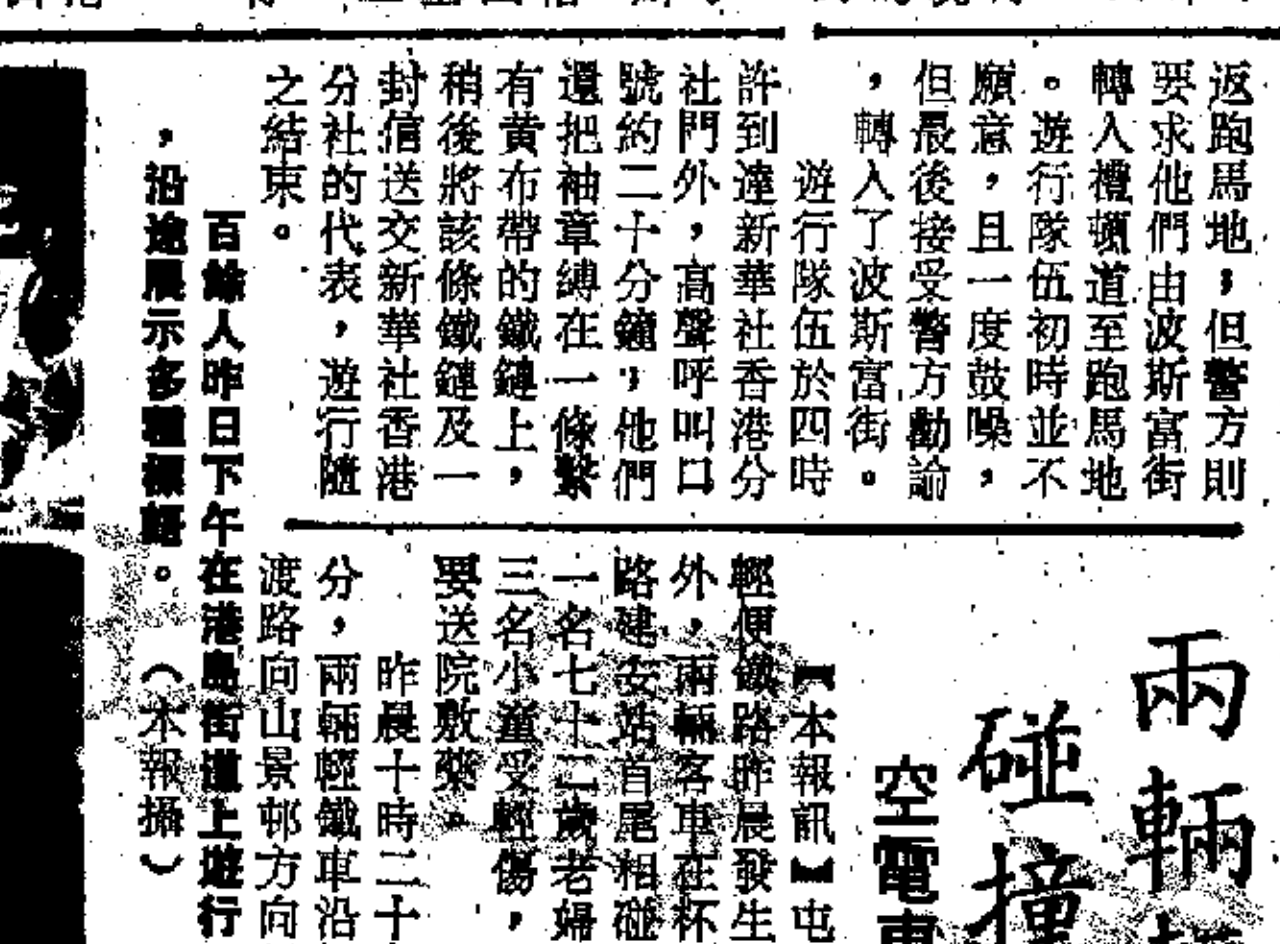 返跑馬地；但警方則
要求他們由波斯富街
轉入禮頓道至跑馬地
。遊行隊伍初時並不
願意，且一度鼓噪，
但最後接受警方勸諭
，轉入了波斯富街。
遊行隊伍於四時
許到達新華社香港分
社門外，高聲呼叫口
號約二十分鐘，他們
還把袖章縛在一條繫
有黃布帶的鐵鏈上，
稍後將該條鐵鏈及一
封信送交新華社香港
分社的代表，遊行隨
之結束。
百餘人昨日下午在港島街道上遊行
，沿途展示多種標語。（本報攝）
兩輛
碰撞
空電車
【本報訊】屯
輕便鐵路昨晨發生
外，兩輛客車在杯
路建安站首尾相碰
一名七十二歲老婦
三名小童受輕傷，
要送院敷藥。
昨晨十時二十
分，兩輛輕鐵車沿
渡路向山景邨方向